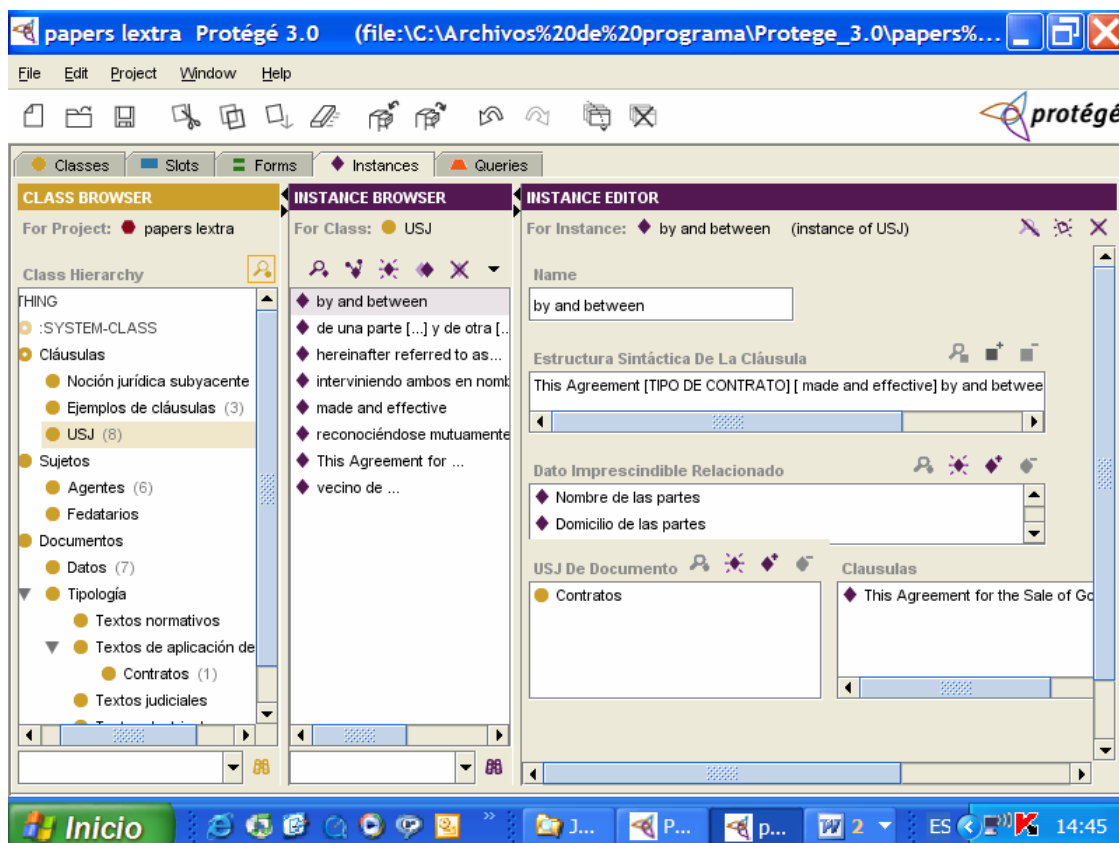 papers lextra Protégé 3.0 (file:\C:\Archivos%20de%20programa\Protege_3.0\papers%...
File Edit Project Window Help
protégé
Classes Slots Forms Instances Queries
CLASS BROWSER
For Project: papers lextra
Class Hierarchy
THING
:SYSTEM-CLASS
Cláusulas
Noción jurídica subyacente
Ejemplos de cláusulas (3)
USJ (8)
Sujetos
Agentes (6)
Fedatarios
Documentos
Datos (7)
Tipología
Textos normativos
Textos de aplicación de
Contratos (1)
Textos judiciales
INSTANCE BROWSER
For Class: USJ
by and between
de una parte [...] y de otra [..
hereinafter referred to as...
interviniendo ambos en nomb
made and effective
reconociéndose mutuamente
This Agreement for ...
vecino de ...
INSTANCE EDITOR
For Instance: by and between (instance of USJ)
Name
by and between
Estructura Sintáctica De La Cláusula
This Agreement [TIPO DE CONTRATO] [ made and effective] by and betwee
Dato Imprescindible Relacionado
Nombre de las partes
Domicilio de las partes
USJ De Documento
Contratos
Clausulas
This Agreement for the Sale of Go
Inicio J... P... p... 2 ES 14:45